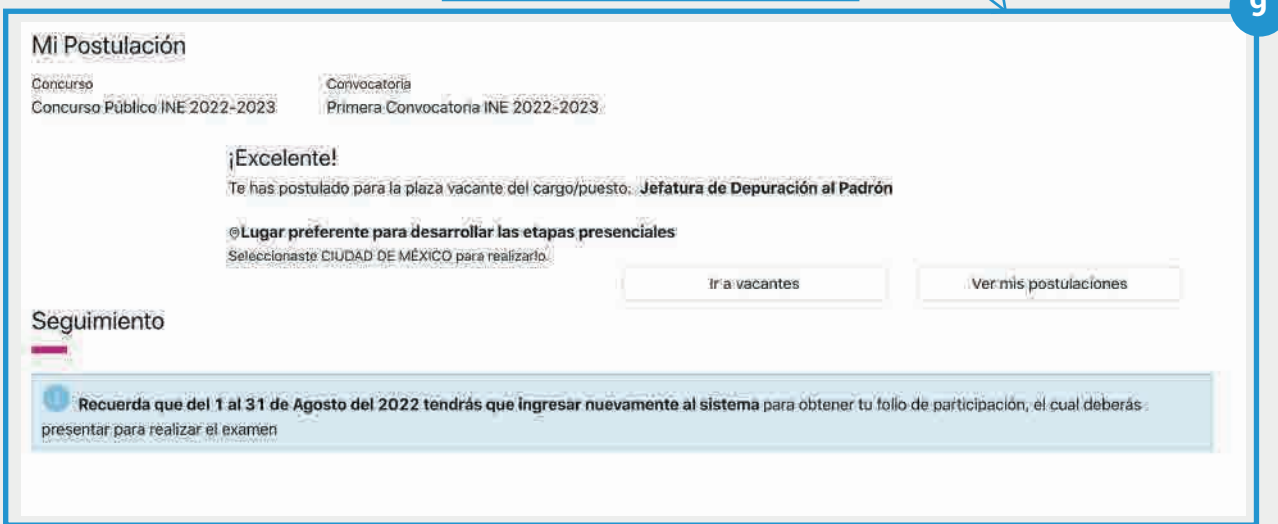 9
Mi Postulación
Concurso Convocatoria
Concurso Público INE 2022-2023 Primera Convocatoria INE 2022-2023
¡Excelente!
Te has postulado para la plaza vacante del cargo/puesto: Jefatura de Depuración al Padrón
Lugar preferente para desarrollar las etapas presenciales
Seleccionaste CIUDAD DE MÉXICO para realizarlo.
Ir a vacantes Ver mis postulaciones
Seguimiento
Recuerda que del 1 al 31 de Agosto del 2022 tendrás que ingresar nuevamente al sistema para obtener tu folio de participación, el cual deberás
presentar para realizar el examen